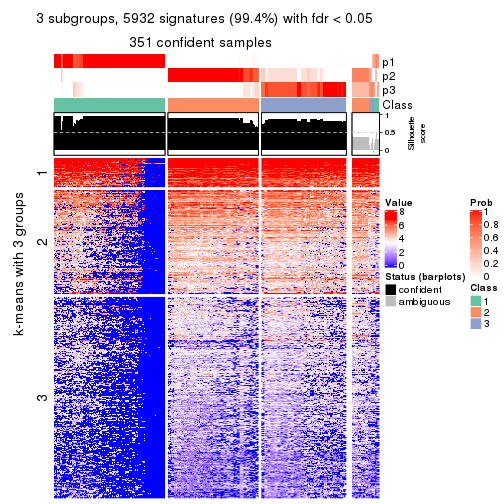 3 subgroups, 5932 signatures (99.4%) with fdr < 0.05
351 confident samples
p1
p2
p3
Class
1
0.5
0
Silhouette
score
k-means with 3 groups
1
2
3
Value
8
6
4
2
0
Status (barplots)
confident
ambiguous
Prob
1
0.8
0.6
0.4
0.2
0
Class
1
2
3